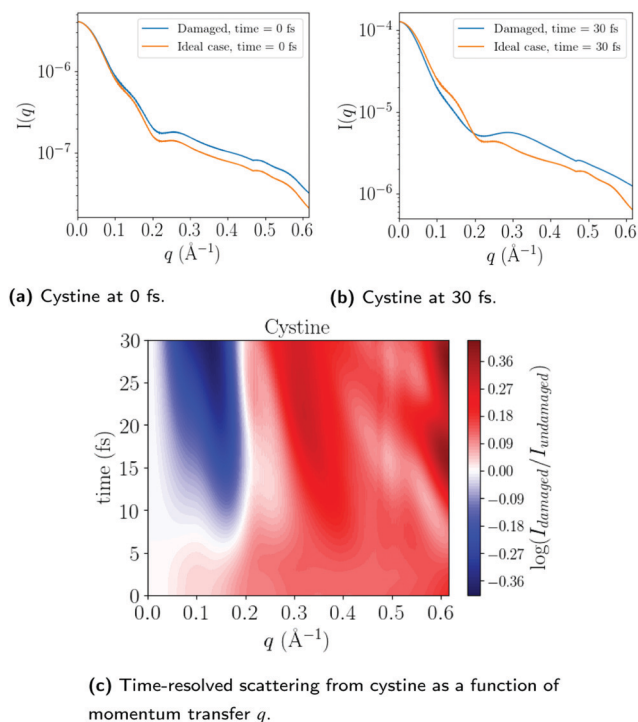 Damaged, time = 0 fs
Ideal case, time = 0 fs
10⁻⁶
10⁻⁷
I(q)
0.0 0.1 0.2 0.3 0.4 0.5 0.6
q (Å⁻¹)
(a) Cystine at 0 fs.
Damaged, time = 30 fs
Ideal case, time = 30 fs
10⁻⁴
10⁻⁵
10⁻⁶
I(q)
0.0 0.1 0.2 0.3 0.4 0.5 0.6
q (Å⁻¹)
(b) Cystine at 30 fs.
Cystine
30
25
20
15
10
5
0
time (fs)
0.0 0.1 0.2 0.3 0.4 0.5 0.6
q (Å⁻¹)
0.36
0.27
0.18
0.09
0.00
−0.09
−0.18
−0.27
−0.36
log(I_damaged/I_undamaged)
(c) Time-resolved scattering from cystine as a function of
momentum transfer q.